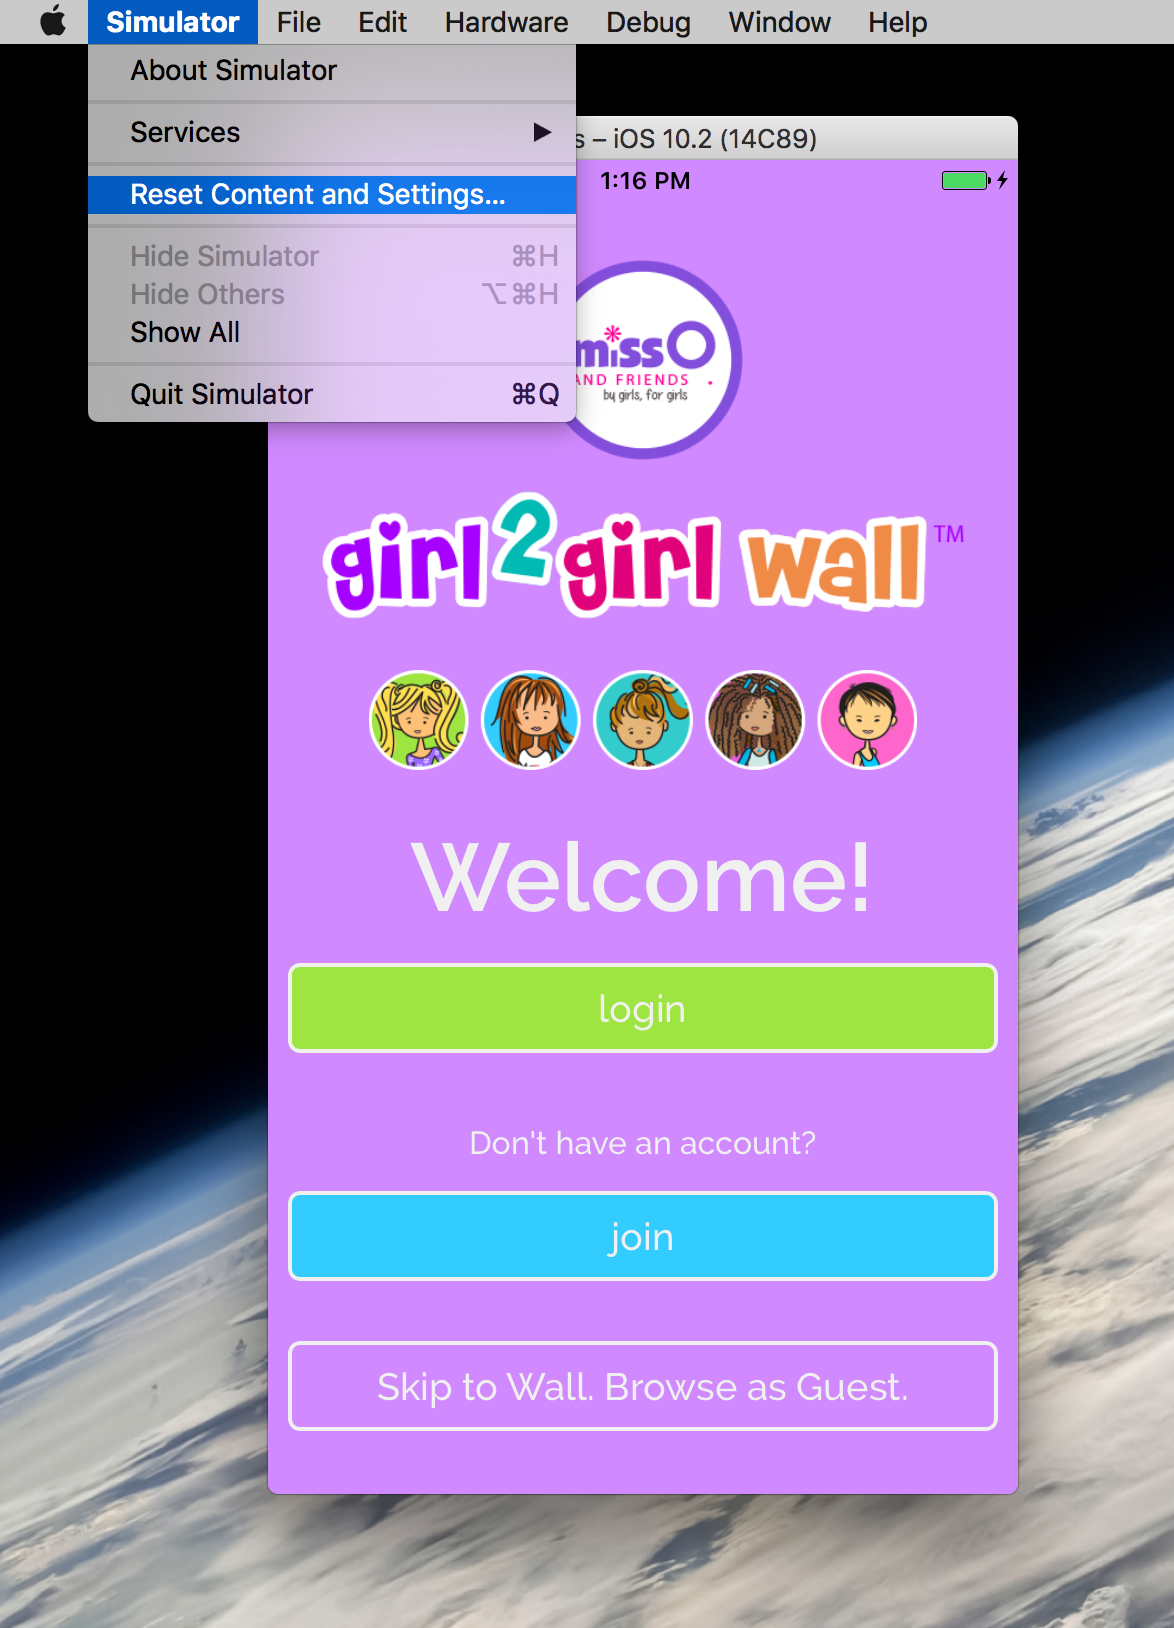 Simulator File Edit Hardware Debug Window Help
About Simulator
Services
Reset Content and Settings...
Hide Simulator ⌘H
Hide Others ⌥⌘H
Show All
Quit Simulator ⌘Q
s – iOS 10.2 (14C89)
1:16 PM
miss O
AND FRIENDS
by girls, for girls
girl2girl wall™
Welcome!
login
Don't have an account?
join
Skip to Wall. Browse as Guest.